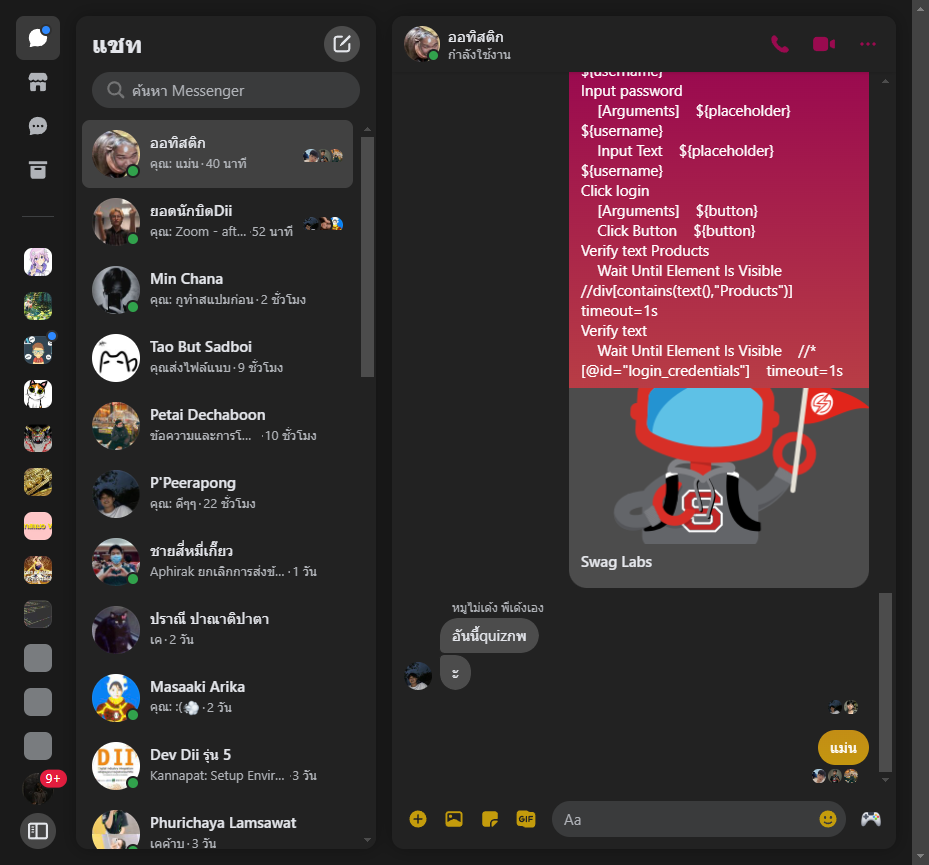 แชท
ค้นหา Messenger
ออทิสติก
คุณ: แม่น · 40 นาที
ยอดนักบิดDii
คุณ: Zoom - aft... · 52 นาที
Min Chana
คุณ: กูทำสแปมก่อน · 2 ชั่วโมง
Tao But Sadboi
คุณส่งไฟล์แนบ · 9 ชั่วโมง
Petai Dechaboon
ข้อความและการโ... · 10 ชั่วโมง
P'Peerapong
คุณ: ดีๆๆ · 22 ชั่วโมง
ชายสี่หมี่เกี๊ยว
Aphirak ยกเลิกการส่งข้... · 1 วัน
ปราณี ปาณาติปาตา
เค · 2 วัน
Masaaki Arika
คุณ: :(💨 · 2 วัน
Dev Dii รุ่น 5
Kannapat: Setup Envir... · 3 วัน
Phurichaya Lamsawat
เคค้าบ · 3 วัน
9+
ออทิสติก
กำลังใช้งาน
${username}
Input password
[Arguments] ${placeholder}
${username}
Input Text ${placeholder}
${username}
Click login
[Arguments] ${button}
Click Button ${button}
Verify text Products
Wait Until Element Is Visible
//div[contains(text(),"Products")]
timeout=1s
Verify text
Wait Until Element Is Visible //*
[@id="login_credentials"] timeout=1s
S
Swag Labs
หมูไม่เด้ง พี่เด้งเอง
อันนี้quizภพ
ะ
แม่น
GIF
Aa